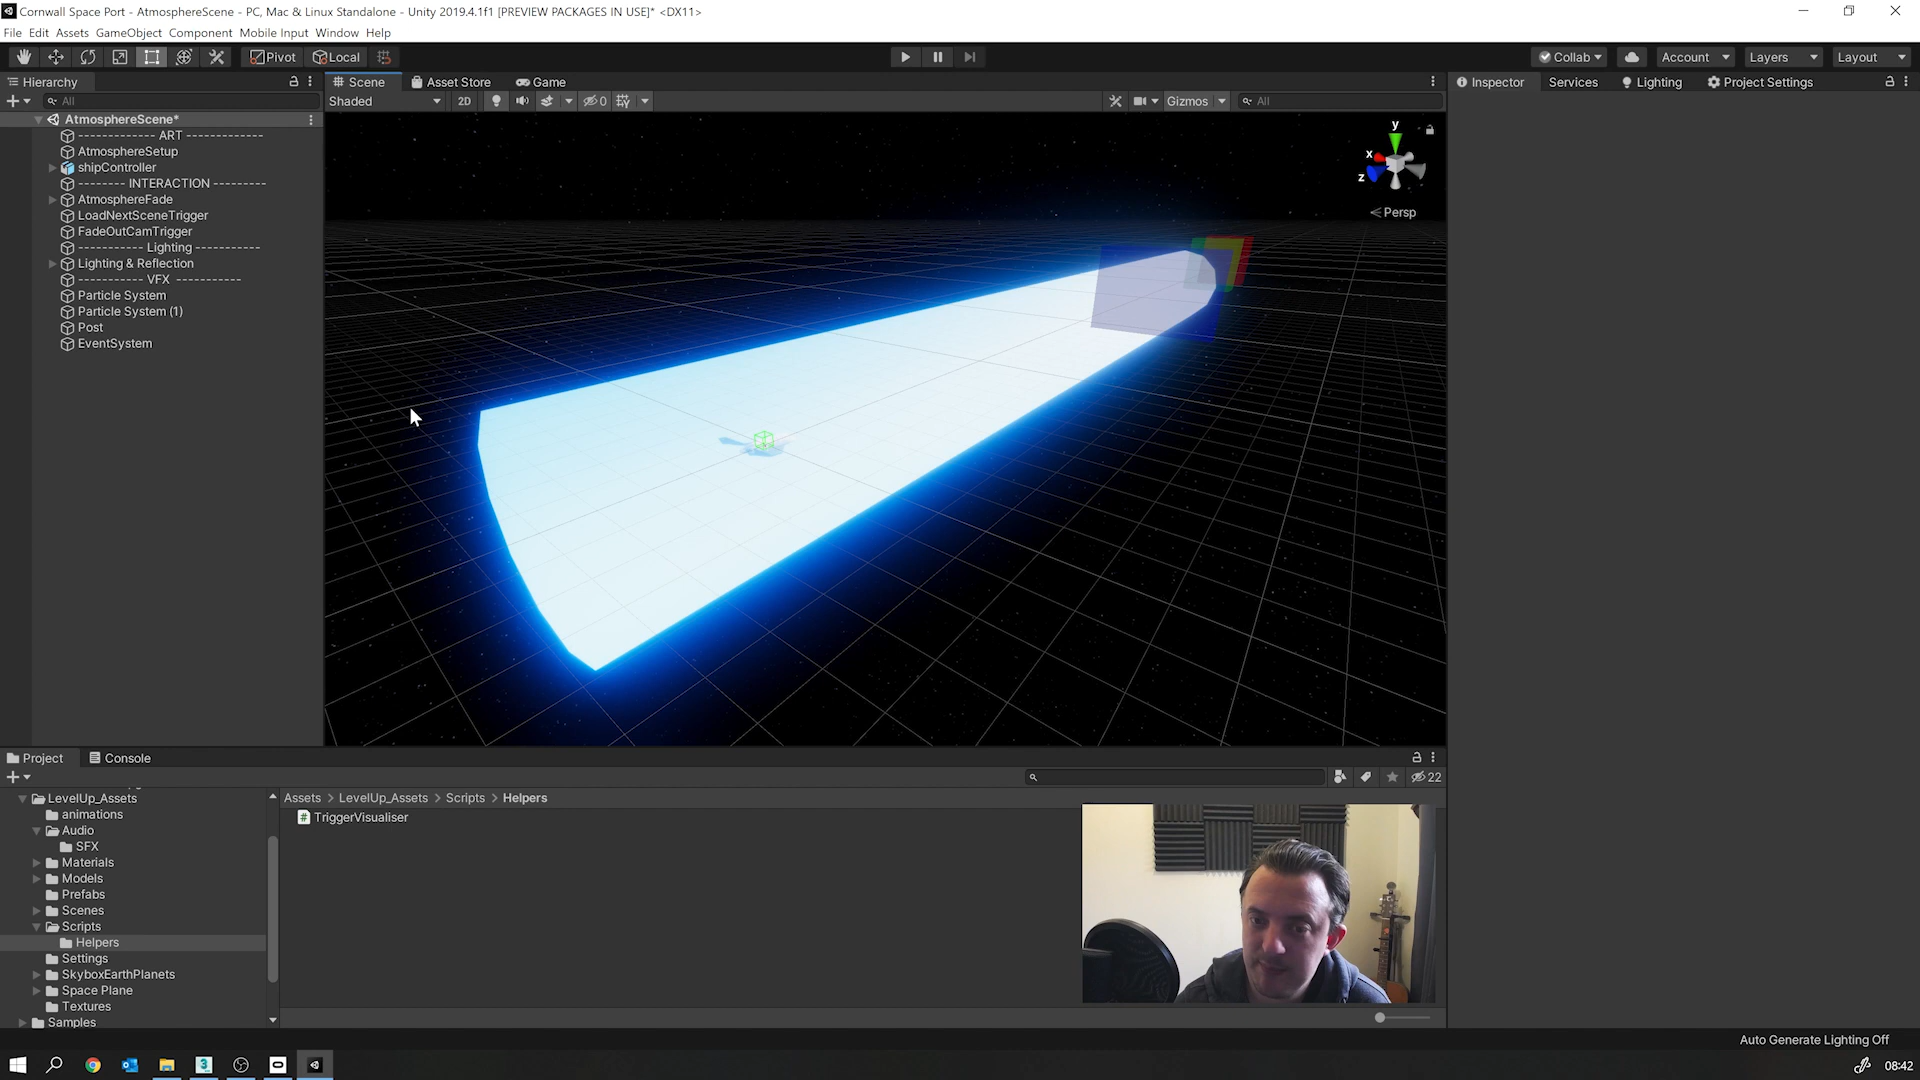 Cornwall Space Port - AtmosphereScene - PC, Mac & Linux Standalone - Unity 2019.4.1f1 [PREVIEW PACKAGES IN USE]* <DX11>
File Edit Assets GameObject Component Mobile Input Window Help
Pivot Local Collab Account Layers Layout
Hierarchy Scene Asset Store Game Inspector Services Lighting Project Settings
All Shaded 2D 0 Gizmos All
AtmosphereScene*
------------- ART -------------
AtmosphereSetup
shipController
-------- INTERACTION ---------
AtmosphereFade
LoadNextSceneTrigger
FadeOutCamTrigger
----------- Lighting -----------
Lighting & Reflection
----------- VFX -----------
Particle System
Particle System (1)
Post
EventSystem
y
x
z
Persp
Project Console
22
LevelUp_Assets
animations
Audio
SFX
Materials
Models
Prefabs
Scenes
Scripts
Helpers
Settings
SkyboxEarthPlanets
Space Plane
Textures
Samples
Assets > LevelUp_Assets > Scripts > Helpers
# TriggerVisualiser
Auto Generate Lighting Off
3
08:42